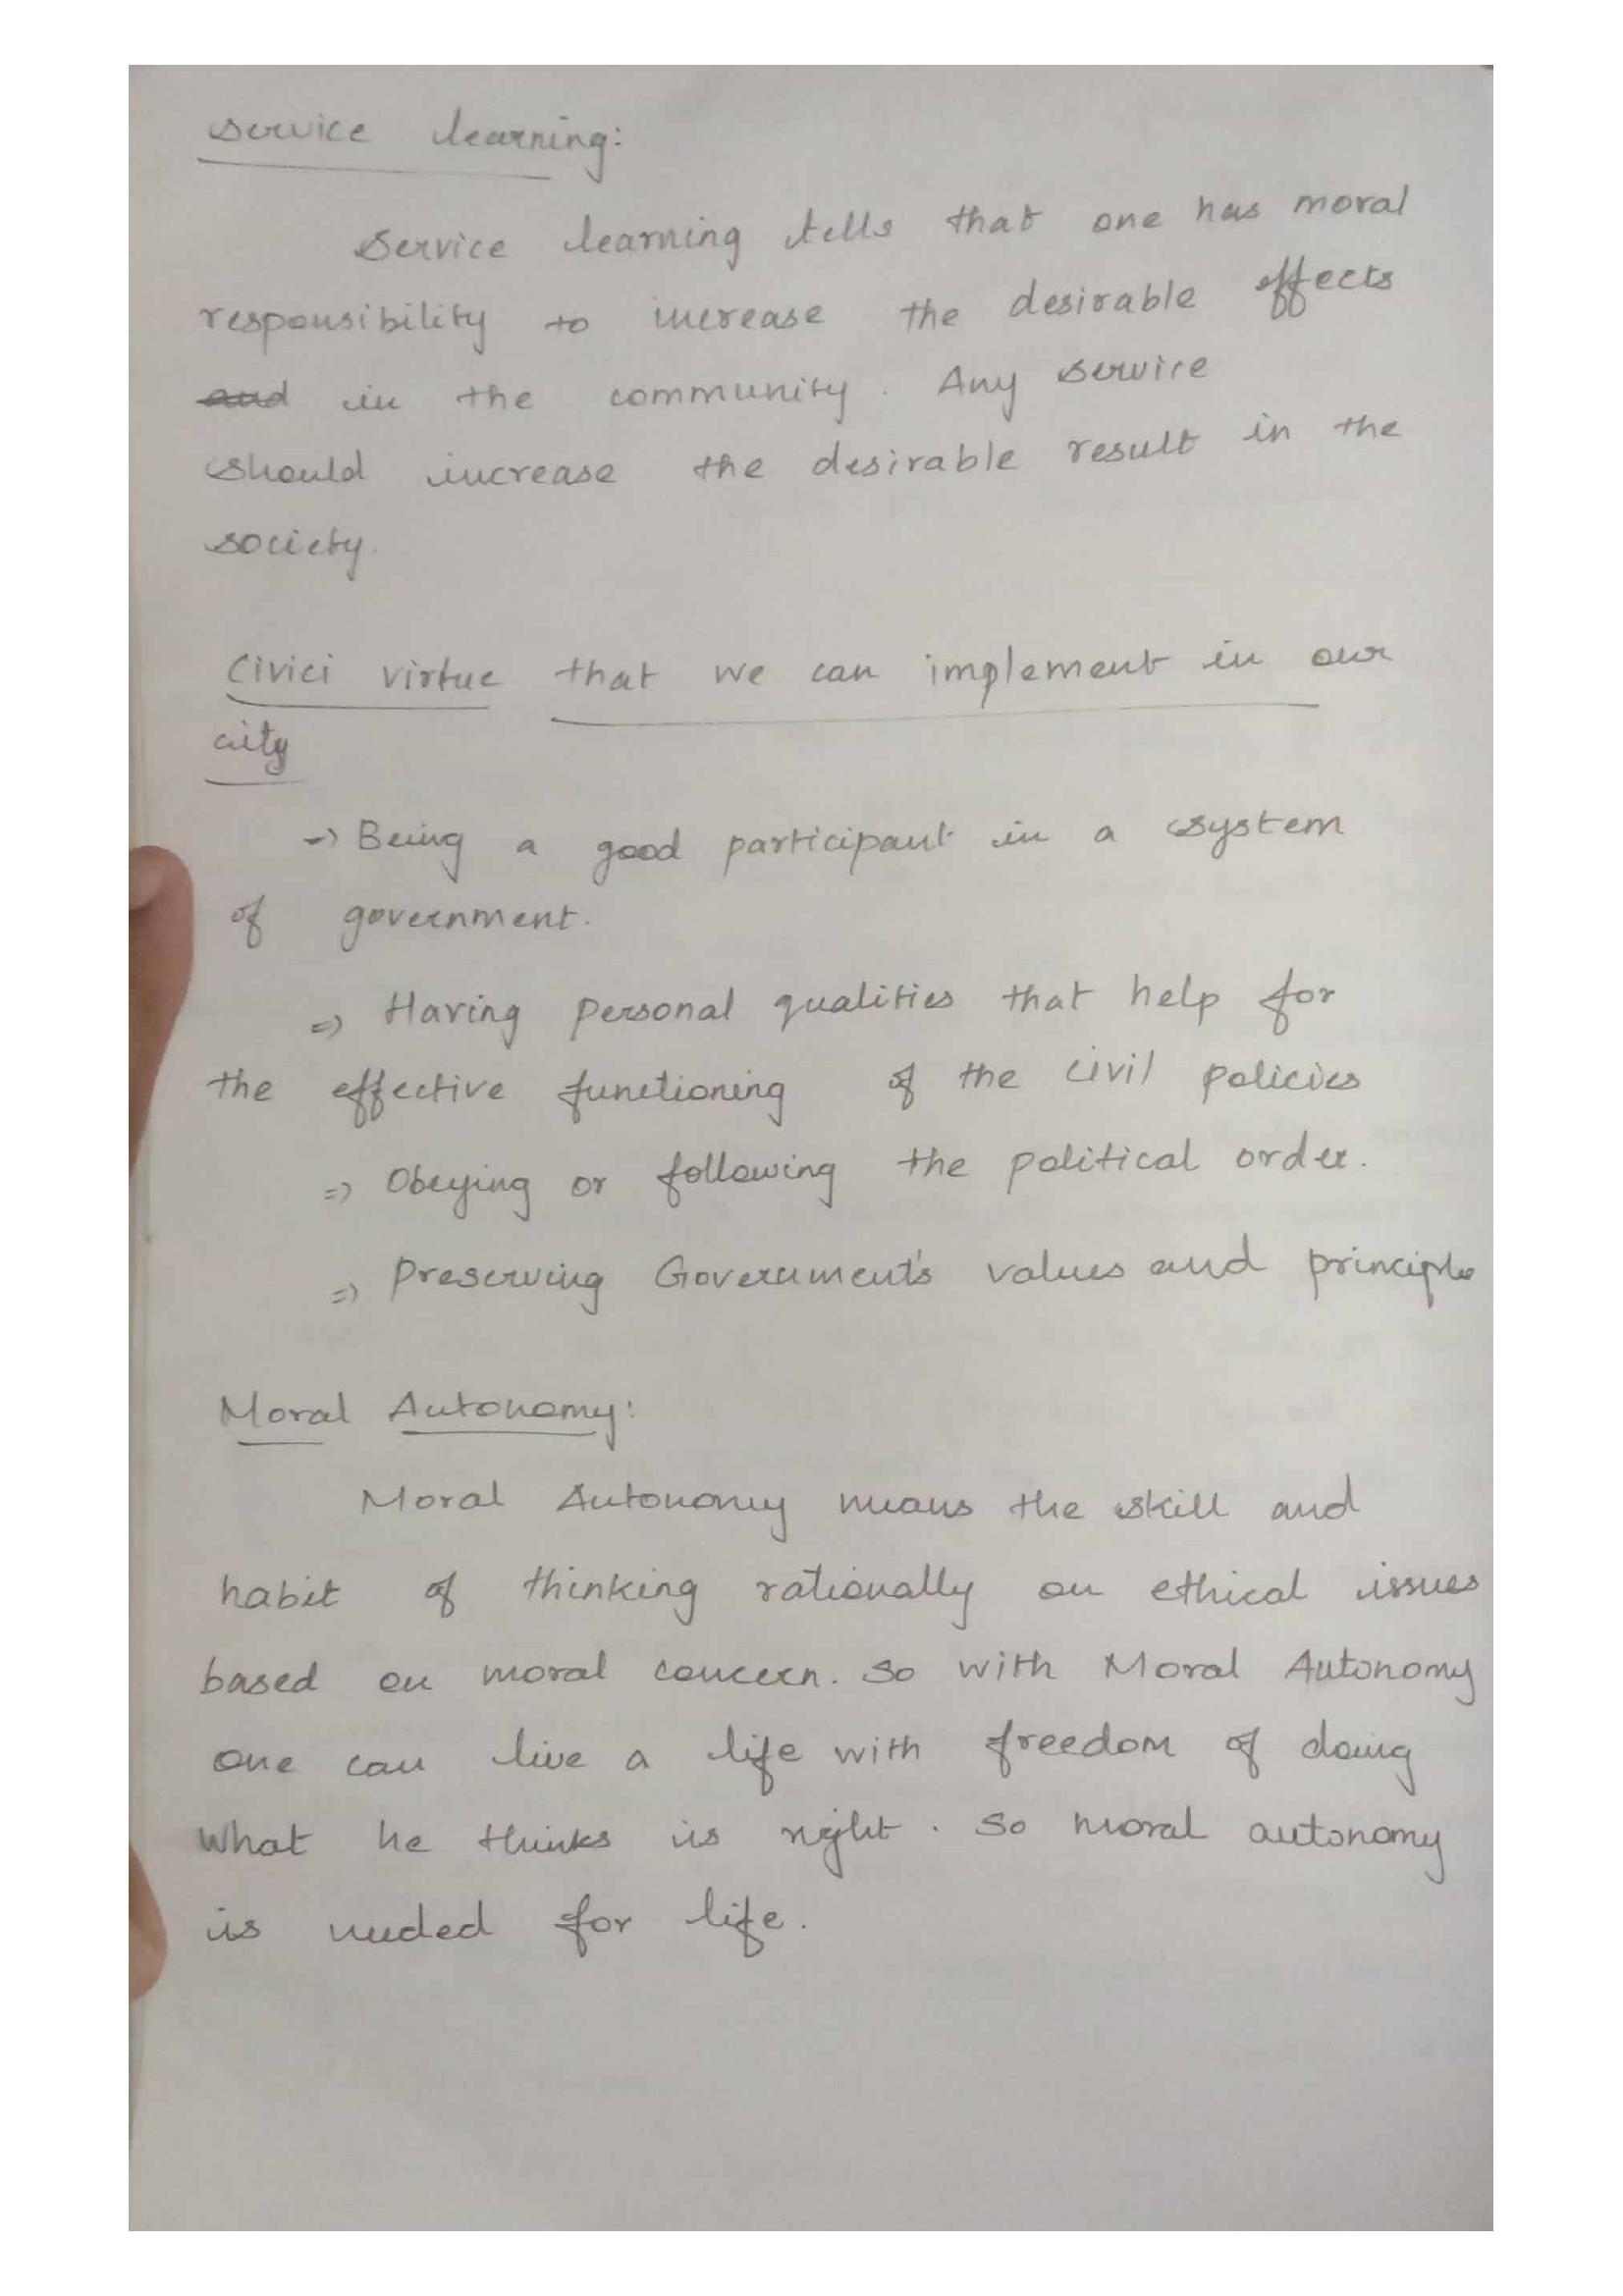 Service learning:
Service learning tells that one has moral
responsibility to increase the desirable effects
and in the community. Any service
should increase the desirable result in the
society.
Civici virtue that we can implement in our
city
→ Being a good participant in a system
of government.
⇒ Having personal qualities that help for
the effective functioning of the civil policies
⇒ Obeying or following the political order.
⇒ Preserving Government's values and principle
Moral Autonomy:
Moral Autonomy means the skill and
habit of thinking rationally on ethical issues
based on moral concern. So with Moral Autonomy
one can live a life with freedom of doing
what he thinks is right. So moral autonomy
is needed for life.